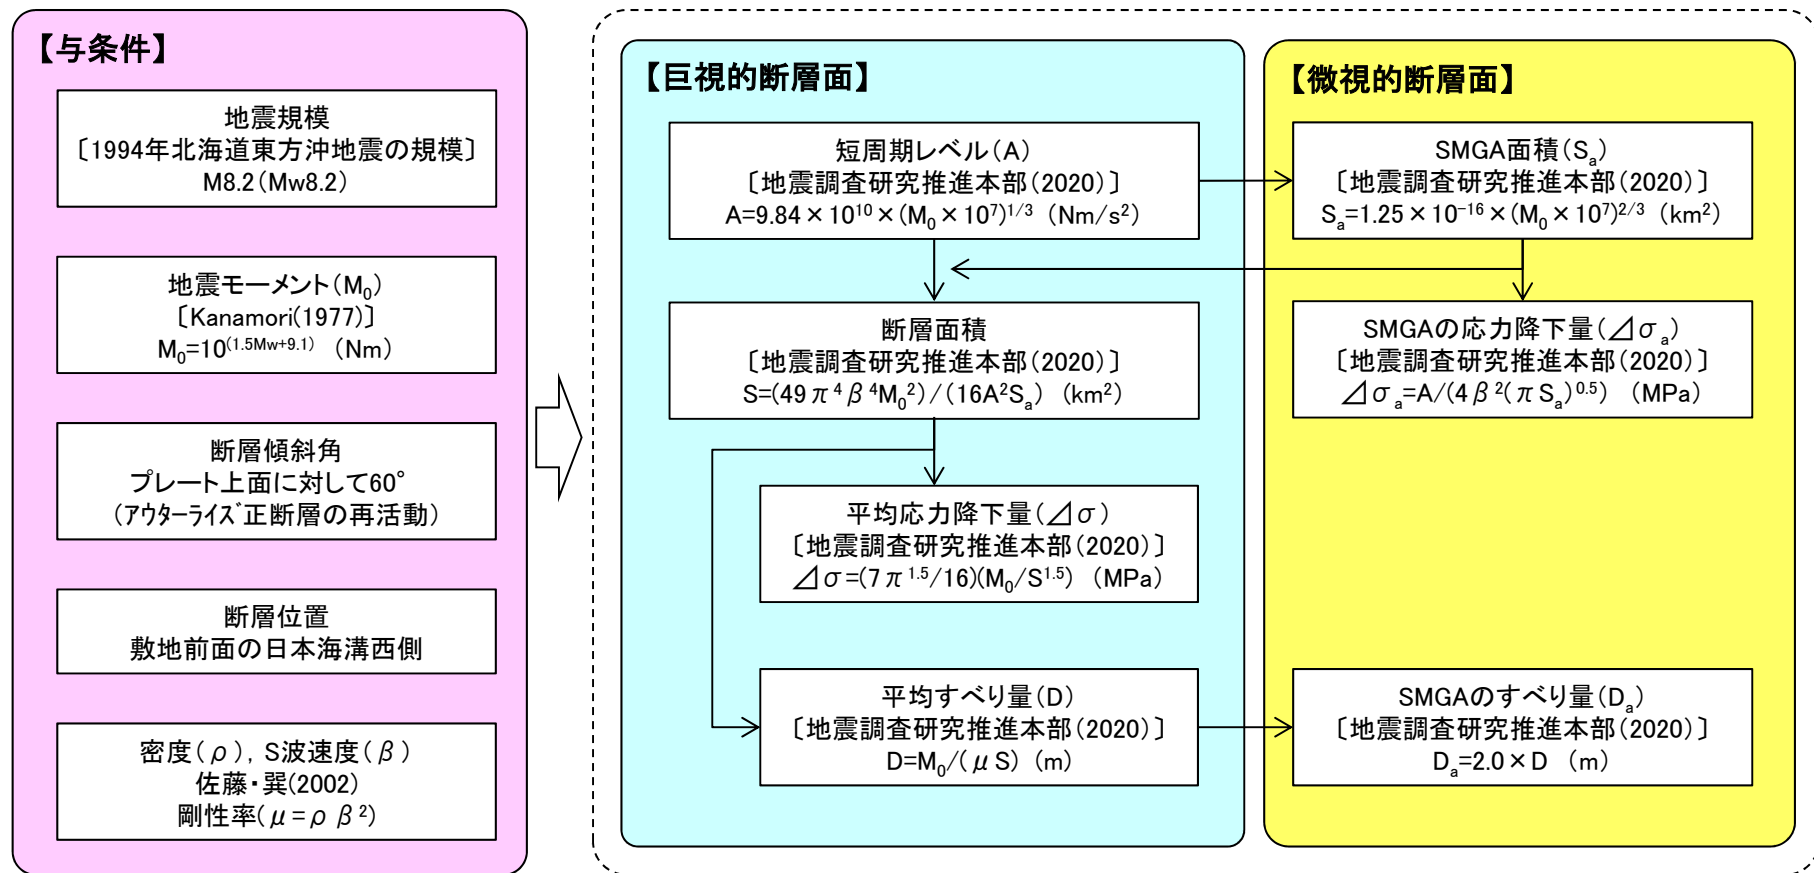 【与条件】
地震規模
〔1994年北海道東方沖地震の規模〕
M8.2(Mw8.2)
地震モーメント(M₀)
〔Kanamori(1977)〕
M₀=10^(1.5Mw+9.1) (Nm)
断層傾斜角
プレート上面に対して60°
(ｱｳﾀｰﾗｲｽﾞ正断層の再活動)
断層位置
敷地前面の日本海溝西側
密度(ρ), S波速度(β)
佐藤・巽(2002)
剛性率(μ=ρβ²)
【巨視的断層面】
短周期レベル(A)
〔地震調査研究推進本部(2020)〕
A=9.84×10¹⁰×(M₀×10⁷)^1/3 (Nm/s²)
断層面積
〔地震調査研究推進本部(2020)〕
S=(49π⁴β⁴M₀²)/(16A²Sₐ) (km²)
平均応力降下量(⊿σ)
〔地震調査研究推進本部(2020)〕
⊿σ=(7π^1.5/16)(M₀/S^1.5) (MPa)
平均すべり量(D)
〔地震調査研究推進本部(2020)〕
D=M₀/(μS) (m)
【微視的断層面】
SMGA面積(Sₐ)
〔地震調査研究推進本部(2020)〕
Sₐ=1.25×10⁻¹⁶×(M₀×10⁷)^2/3 (km²)
SMGAの応力降下量(⊿σₐ)
〔地震調査研究推進本部(2020)〕
⊿σₐ=A/(4β²(πSₐ)^0.5) (MPa)
SMGAのすべり量(Dₐ)
〔地震調査研究推進本部(2020)〕
Dₐ=2.0×D (m)